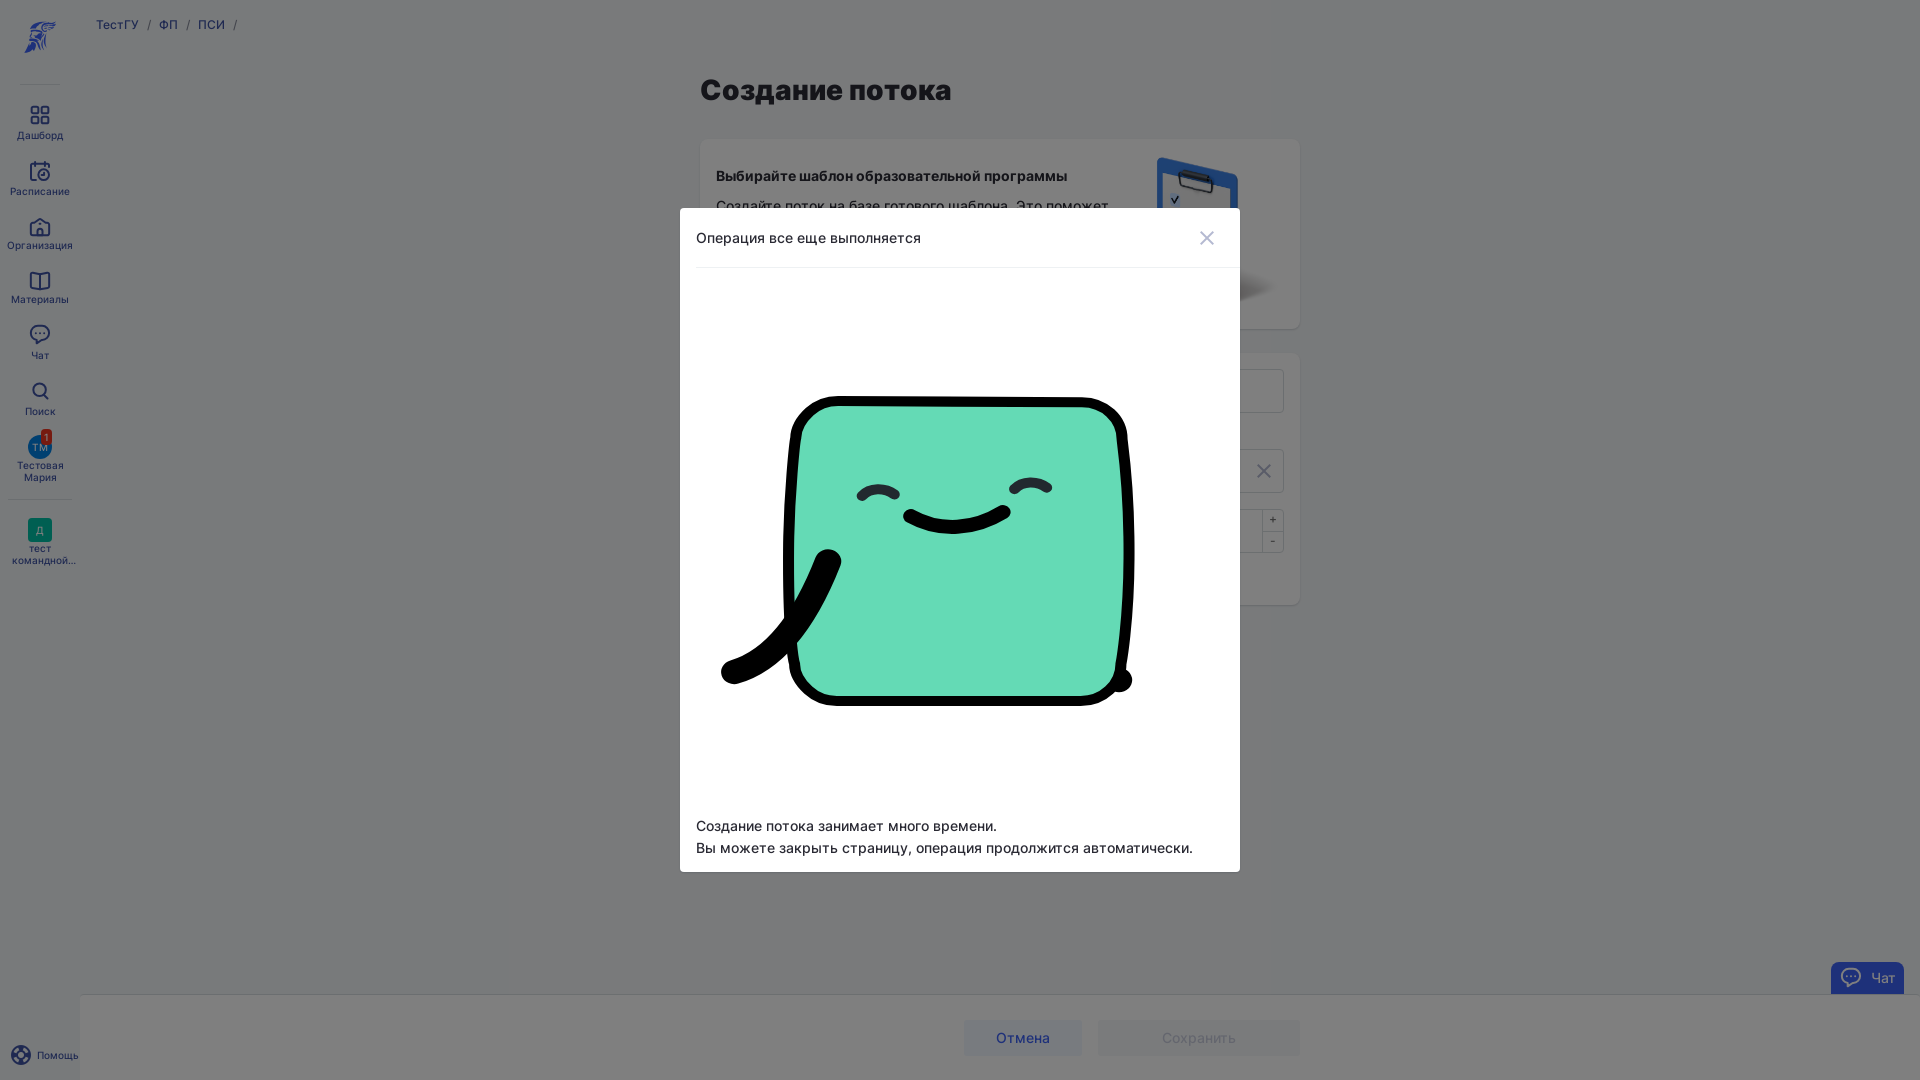 ТестГУ / ФП / ПСИ /
Создание потока
Выбирайте шаблон образовательной программы
Создайте поток на базе готового шаблона. Это поможет
Операция все еще выполняется
Дашборд
Расписание
Организация
Материалы
Чат
Поиск
ТМ
1
Тестовая
Мария
Д
тест
командной...
+
-
Создание потока занимает много времени.
Вы можете закрыть страницу, операция продолжится автоматически.
Чат
Отмена
Сохранить
Помощь